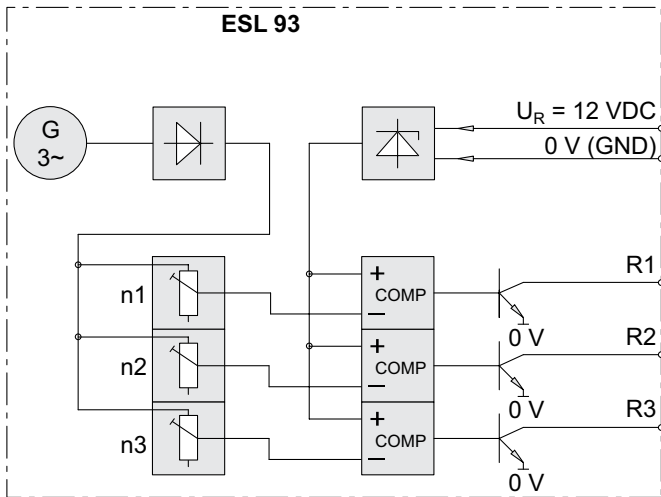 ESL 93
G
3~
U_R = 12 VDC
0 V (GND)
n1
+
COMP
−
R1
0 V
n2
+
COMP
−
R2
0 V
n3
+
COMP
−
R3
0 V